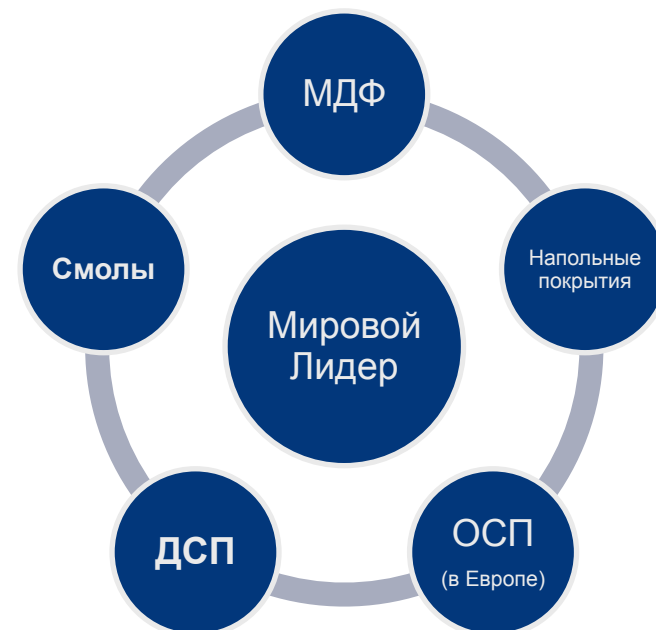 МДФ
Напольные
покрытия
ОСП
(в Европе)
ДСП
Смолы
Мировой
Лидер